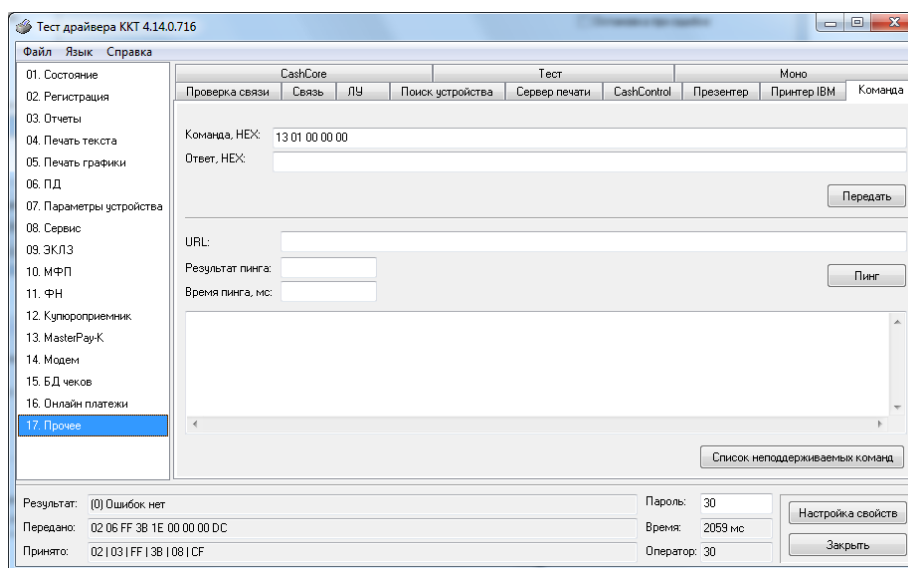 Тест драйвера ККТ 4.14.0.716
Файл Язык Справка
01. Состояние
02. Регистрация
03. Отчеты
04. Печать текста
05. Печать графики
06. ПД
07. Параметры устройства
08. Сервис
09. ЭКЛЗ
10. МФП
11. ФН
12. Купюроприемник
13. MasterPay-K
14. Модем
15. БД чеков
16. Онлайн платежи
17. Прочее
CashCore Тест Моно
Проверка связи Связь ЛУ Поиск устройства Сервер печати CashControl Презентер Принтер IBM Команда
Команда, HEX: 13 01 00 00 00
Ответ, HEX:
Передать
URL:
Результат пинга:
Пинг
Время пинга, мс:
Список неподдерживаемых команд
Результат: (0) Ошибок нет
Пароль: 30
Настройка свойств
Передано: 02 06 FF 3B 1E 00 00 00 DC
Время: 2059 мс
Принято: 02 | 03 | FF | 3B | 08 | CF
Оператор: 30
Закрыть